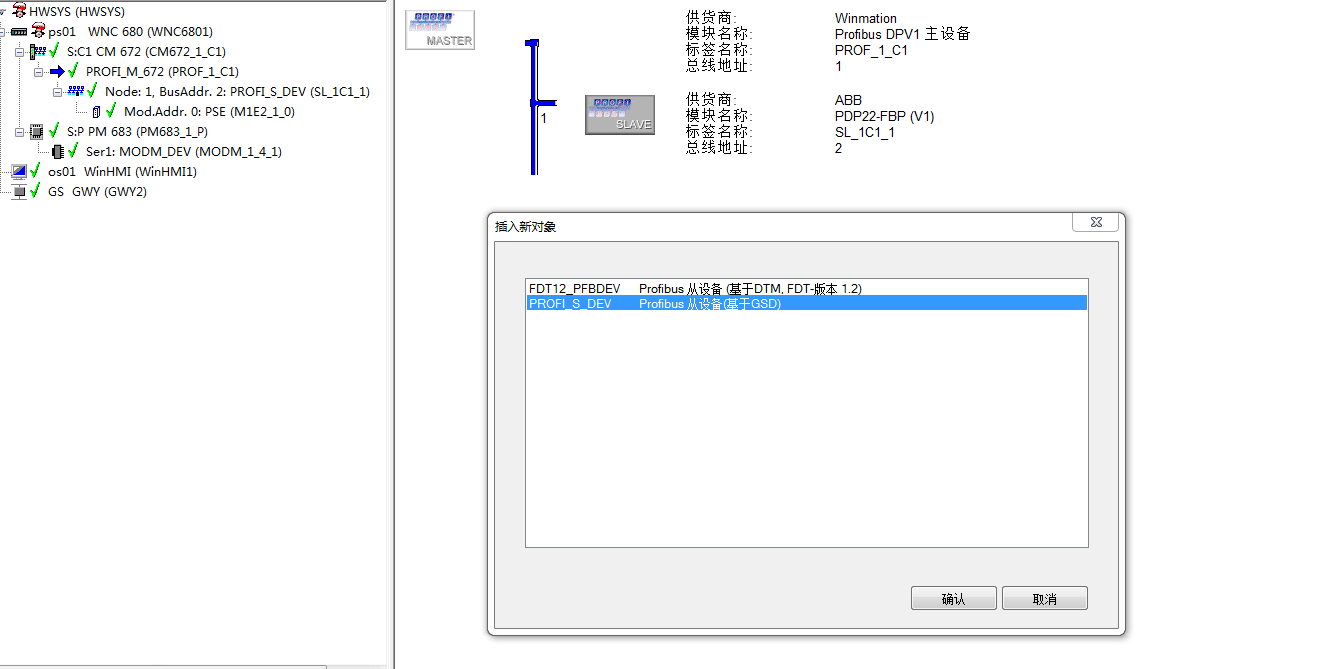 HWSYS (HWSYS)
ps01 WNC 680 (WNC6801)
S:C1 CM 672 (CM672_1_C1)
PROFI_M_672 (PROF_1_C1)
Node: 1, BusAddr. 2: PROFI_S_DEV (SL_1C1_1)
Mod.Addr. 0: PSE (M1E2_1_0)
S:P PM 683 (PM683_1_P)
Ser1: MODM_DEV (MODM_1_4_1)
os01 WinHMI (WinHMI1)
GS GWY (GWY2)
PROFI
MASTER
供货商: Winmation
模块名称: Profibus DPV1 主设备
标签名称: PROF_1_C1
总线地址: 1
1
PROFI
SLAVE
供货商: ABB
模块名称: PDP22-FBP (V1)
标签名称: SL_1C1_1
总线地址: 2
插入新对象
FDT12_PFBDEV Profibus 从设备 (基于DTM, FDT-版本 1.2)
PROFI_S_DEV Profibus 从设备(基于GSD)
确认 取消